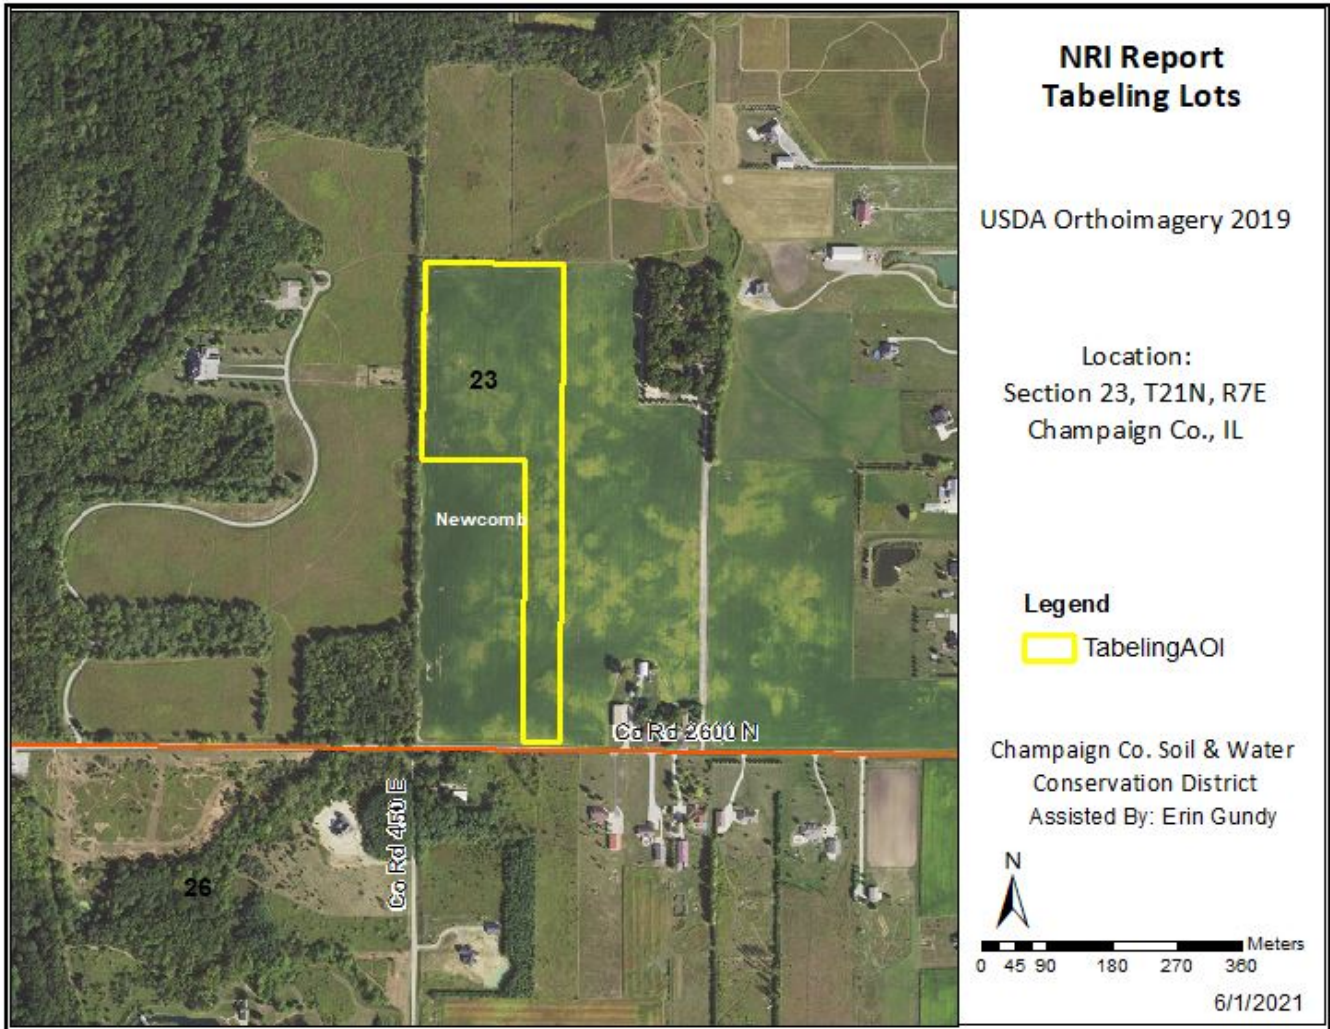 NRI Report
Tabeling Lots
USDA Orthoimagery 2019
Location:
Section 23, T21N, R7E
Champaign Co., IL
23
Newcomb
Co Rd 2600 N
Co Rd 450 E
26
Legend
TabelingAOI
Champaign Co. Soil & Water
Conservation District
Assisted By: Erin Gundy
N
Meters
0 45 90 180 270 360
6/1/2021